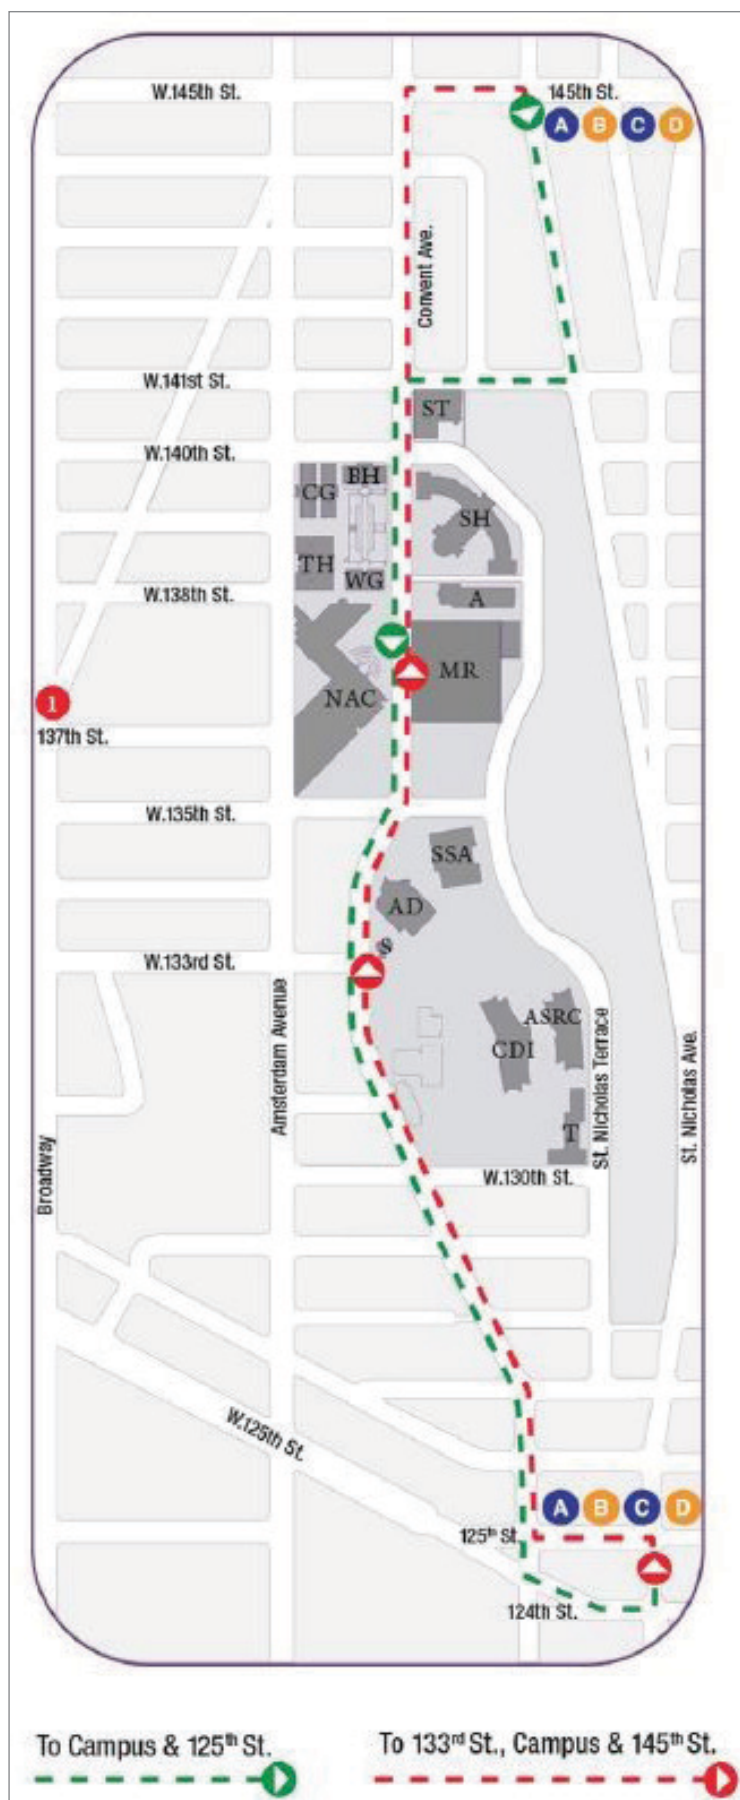 W.145th St.
145th St.
A B C D
Convent Ave.
W.141st St.
ST
W.140th St.
BH
CG
SH
TH
WG
W.138th St.
A
MR
NAC
1
137th St.
W.135th St.
SSA
AD
S
W.133rd St.
Amsterdam Avenue
ASRC
CDI
St. Nicholas Terrace
St. Nicholas Ave.
T
Broadway
W.130th St.
W.125th St.
A B C D
125th St.
124th St.
To Campus & 125th St.
To 133rd St., Campus & 145th St.